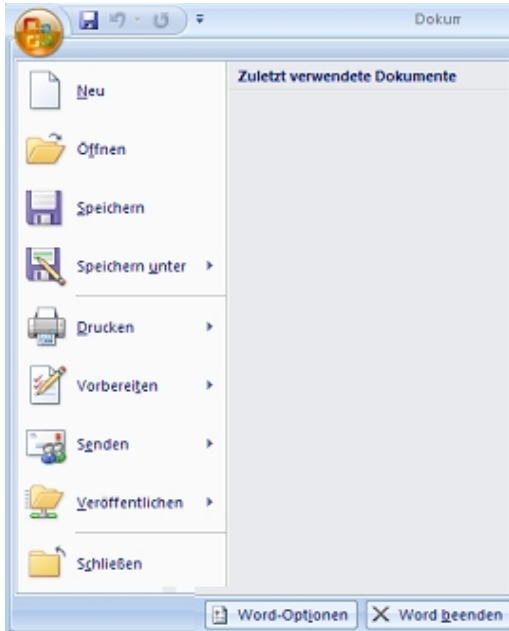 Dokum
Zuletzt verwendete Dokumente
Neu
Öffnen
Speichern
Speichern unter
Drucken
Vorbereiten
Senden
Veröffentlichen
Schließen
Word-Optionen
Word beenden